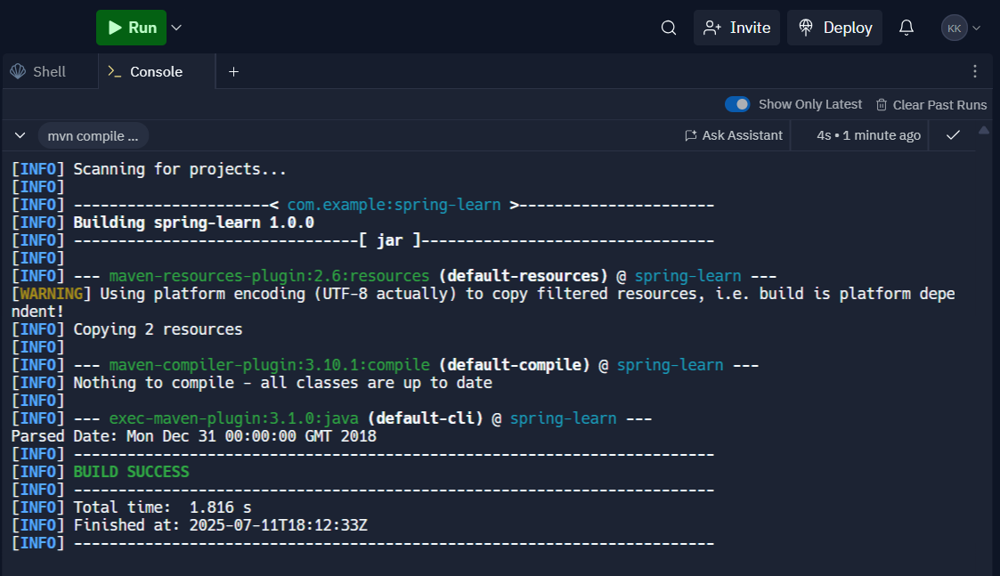 Run
Invite
Deploy
KK
Shell
Console
Show Only Latest
Clear Past Runs
mvn compile ...
Ask Assistant
4s • 1 minute ago
[INFO] Scanning for projects...
[INFO]
[INFO] ----------------------< com.example:spring-learn >----------------------
[INFO] Building spring-learn 1.0.0
[INFO] --------------------------------[ jar ]---------------------------------
[INFO]
[INFO] --- maven-resources-plugin:2.6:resources (default-resources) @ spring-learn ---
[WARNING] Using platform encoding (UTF-8 actually) to copy filtered resources, i.e. build is platform depe
ndent!
[INFO] Copying 2 resources
[INFO]
[INFO] --- maven-compiler-plugin:3.10.1:compile (default-compile) @ spring-learn ---
[INFO] Nothing to compile - all classes are up to date
[INFO]
[INFO] --- exec-maven-plugin:3.1.0:java (default-cli) @ spring-learn ---
Parsed Date: Mon Dec 31 00:00:00 GMT 2018
[INFO] ------------------------------------------------------------------------
[INFO] BUILD SUCCESS
[INFO] ------------------------------------------------------------------------
[INFO] Total time:  1.816 s
[INFO] Finished at: 2025-07-11T18:12:33Z
[INFO] ------------------------------------------------------------------------